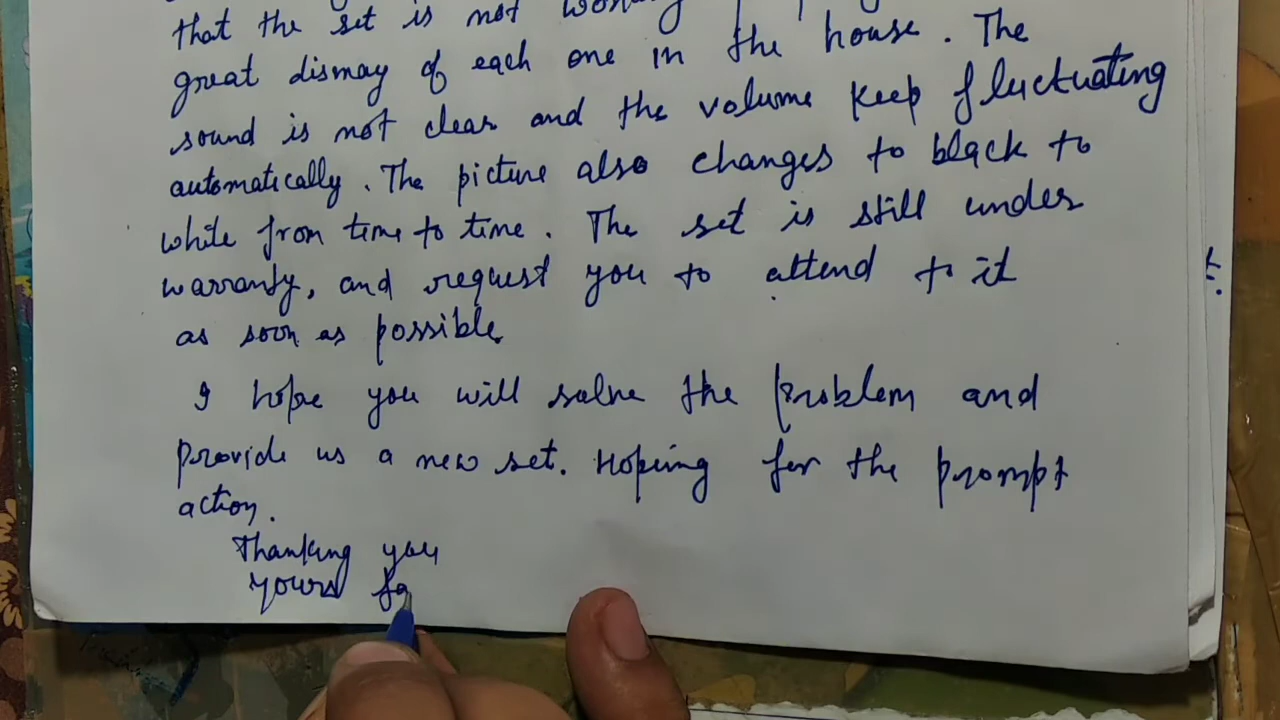 that the set is not
great dismay of each one in the house. The
sound is not clear and the volume keep fluctuating
automatically. The picture also changes to black to
white from time to time. The set is still under
warranty, and request you to attend to it
as soon as possible.
I hope you will solve the problem and
provide us a new set. Hoping for the prompt
action.
Thanking you
yours fa